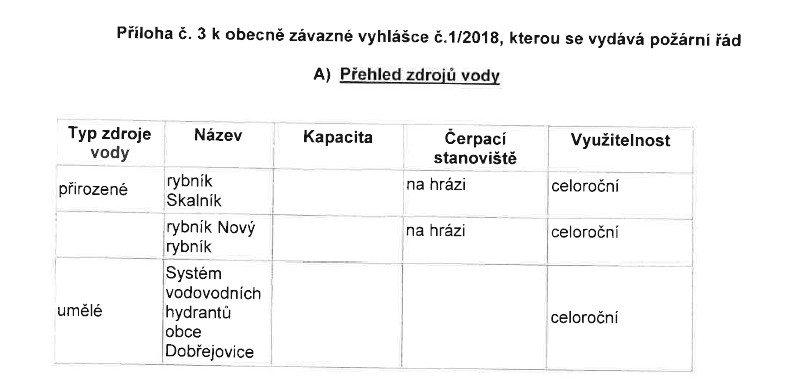 Příloha č. 3 k obecně závazné vyhlášce č.1/2018, kterou se vydává požární řád
A) Přehled zdrojů vody
Typ zdroje vody | Název | Kapacita | Čerpací stanoviště | Využitelnost
přirozené | rybník Skalník | | na hrázi | celoroční
| rybník Nový rybník | | na hrázi | celoroční
umělé | Systém vodovodních hydrantů obce Dobřejovice | | | celoroční